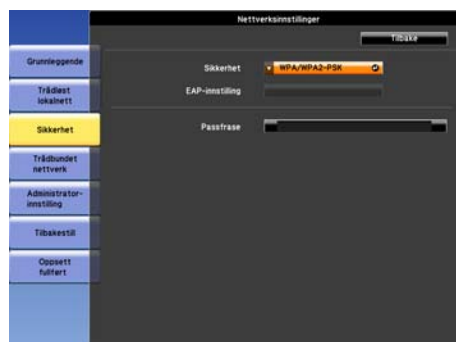 Nettverksinnstillinger
Tilbake
Grunnleggende
Trådløst
lokalnett
Sikkerhet
Trådbundet
nettverk
Administrator-
innstilling
Tilbakestill
Oppsett
fullført
Sikkerhet
WPA/WPA2-PSK
EAP-innstilling
Passfrase